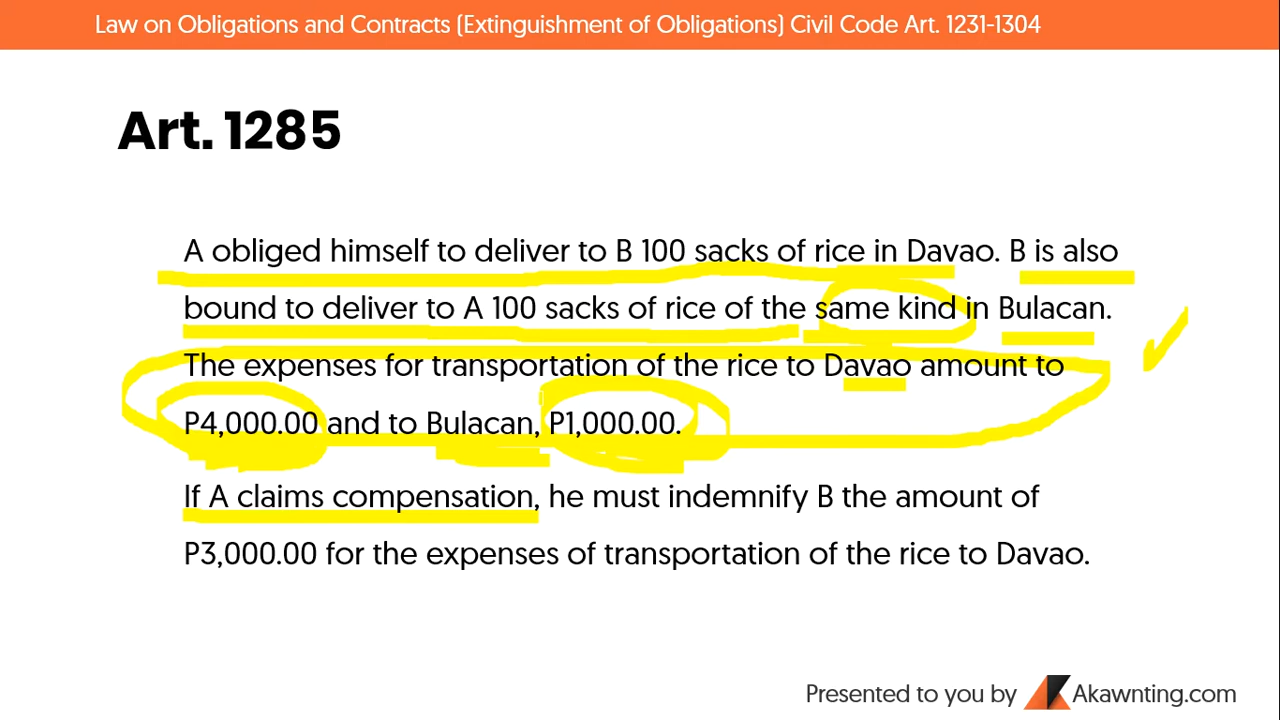 Law on Obligations and Contracts (Extinguishment of Obligations) Civil Code Art. 1231-1304
Art. 1285
A obliged himself to deliver to B 100 sacks of rice in Davao. B is also
bound to deliver to A 100 sacks of rice of the same kind in Bulacan.
The expenses for transportation of the rice to Davao amount to
P4,000.00 and to Bulacan, P1,000.00.
If A claims compensation, he must indemnify B the amount of
P3,000.00 for the expenses of transportation of the rice to Davao.
Presented to you by Akawnting.com